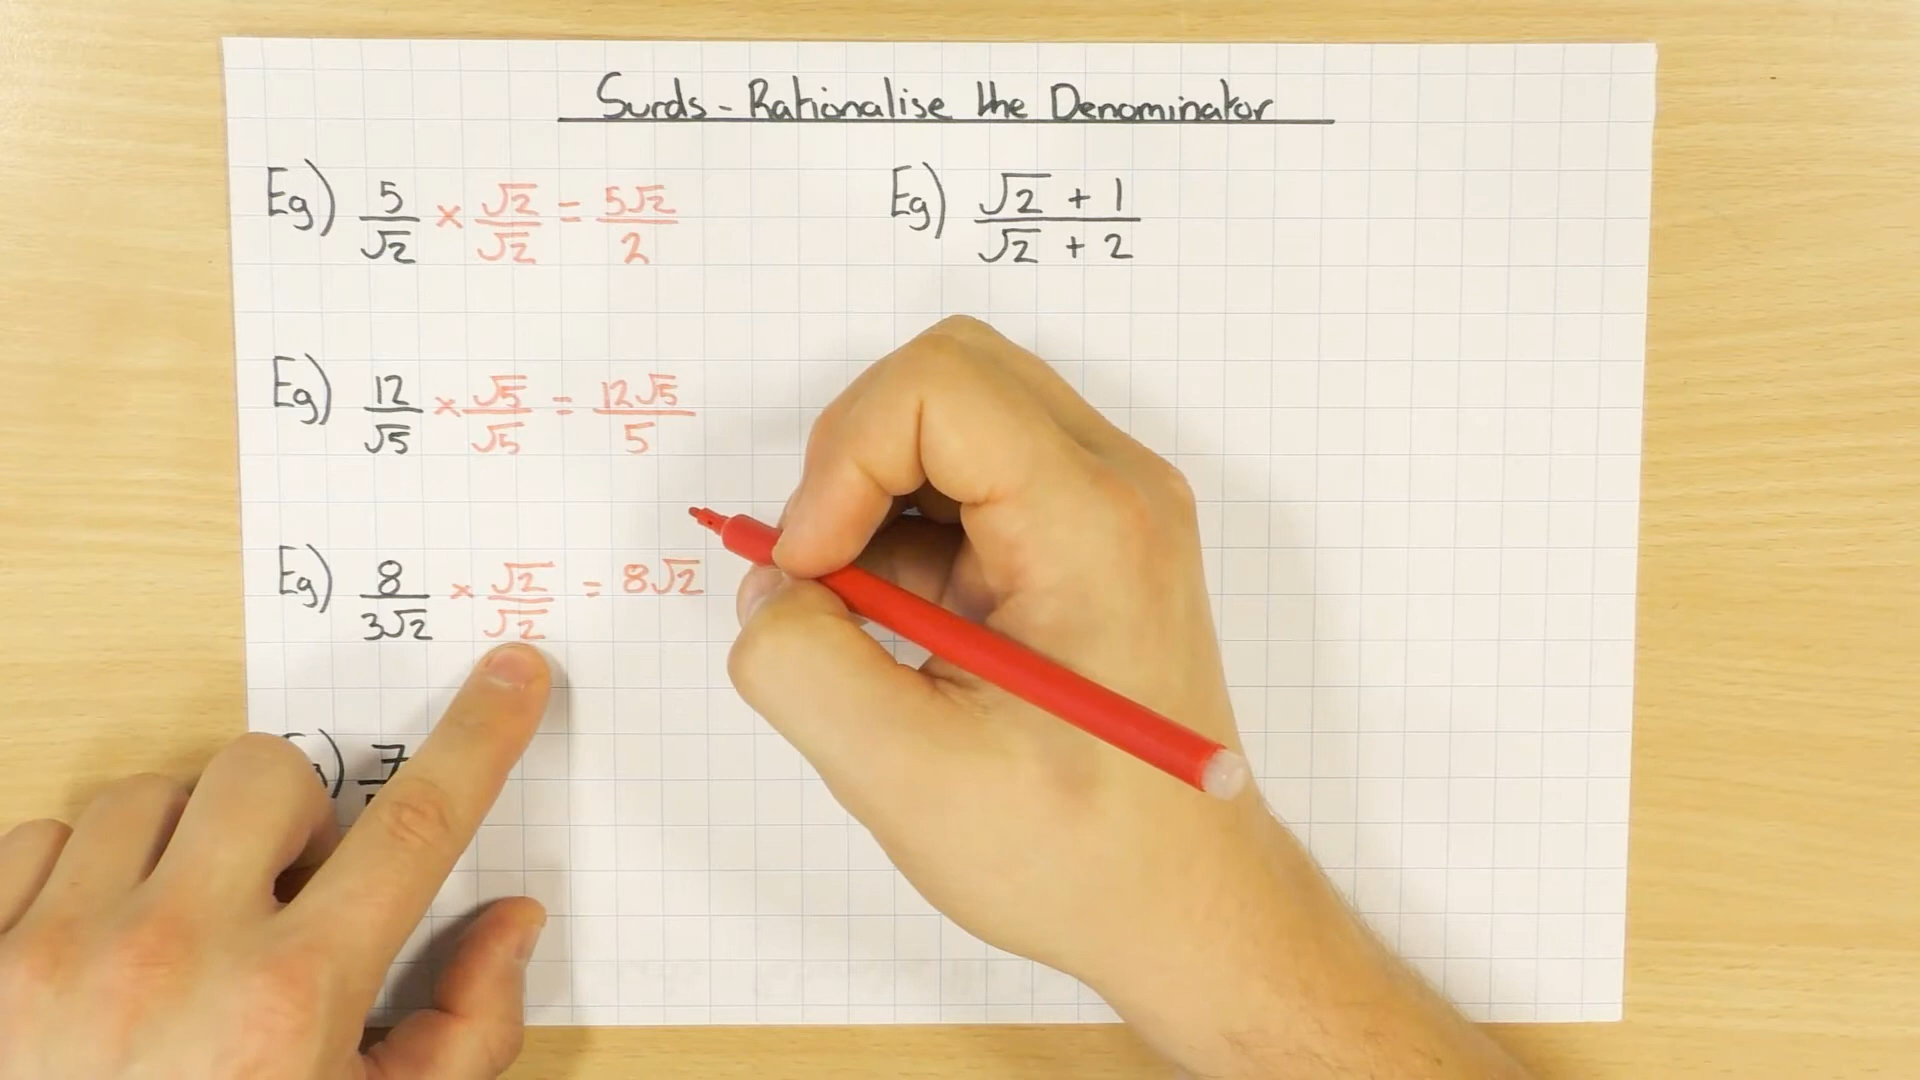 Surds - Rationalise the Denominator
Eg) 5/√2 × √2/√2 = 5√2/2
Eg) 12/√5 × √5/√5 = 12√5/5
Eg) 8/3√2 × √2/√2 = 8√2
) 7
Eg) √2 + 1/√2 + 2